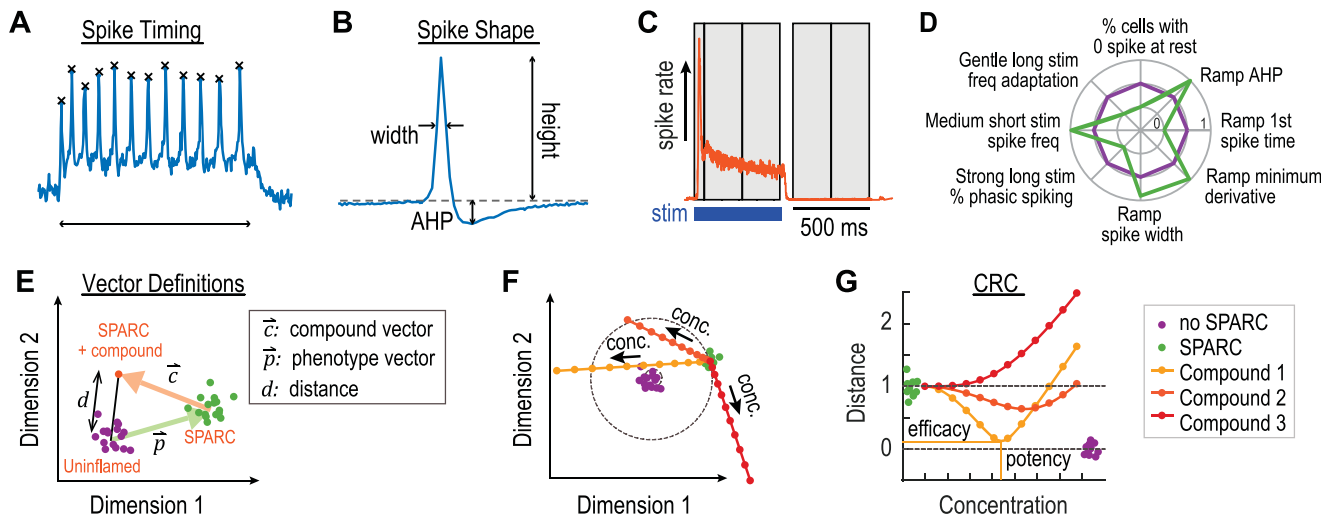 A
Spike Timing
B
Spike Shape
width
height
AHP
C
spike rate
stim
500 ms
D
% cells with
0 spike at rest
Gentle long stim
freq adaptation
Ramp AHP
Medium short stim
spike freq
0
1
Ramp 1st
spike time
Strong long stim
% phasic spiking
Ramp minimum
derivative
Ramp
spike width
E
Vector Definitions
Dimension 2
SPARC
+ compound
c
d
p
SPARC
Uninflamed
Dimension 1
c: compound vector
p: phenotype vector
d: distance
F
Dimension 2
conc.
conc.
conc.
Dimension 1
G
CRC
Distance
2
1
0
efficacy
potency
Concentration
no SPARC
SPARC
Compound 1
Compound 2
Compound 3